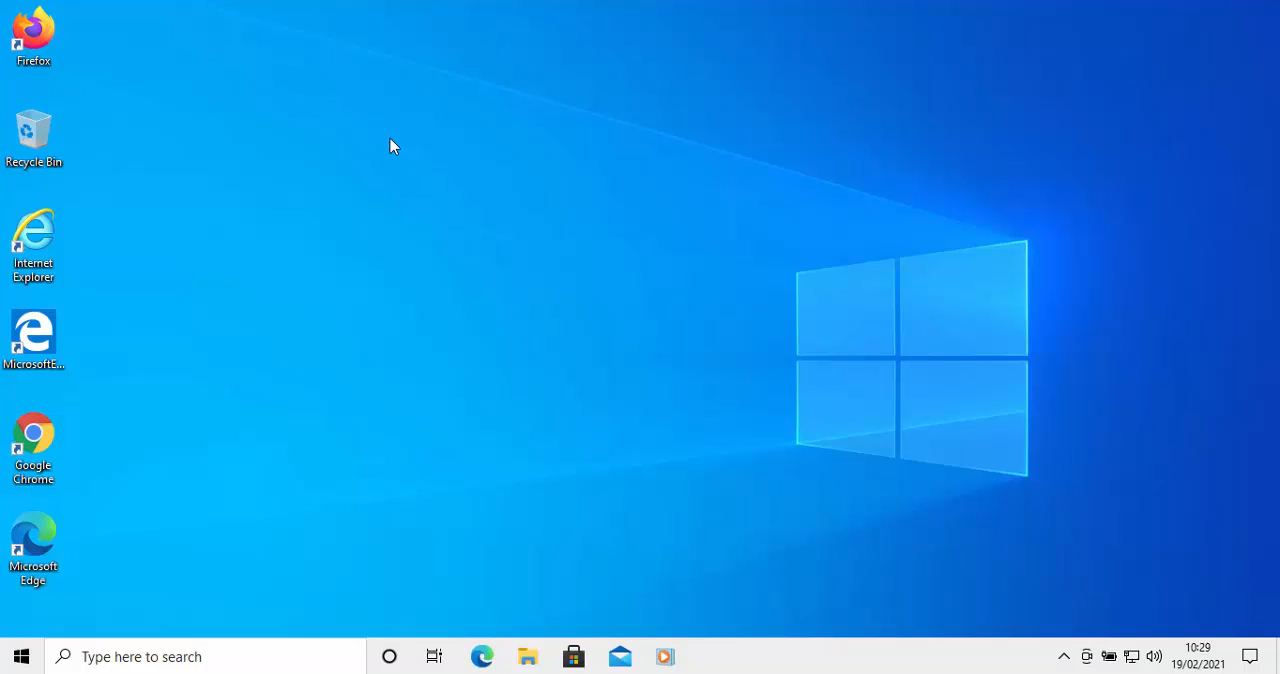 Firefox
Recycle Bin
Internet
Explorer
MicrosoftE...
Google
Chrome
Microsoft
Edge
Type here to search
10:29
19/02/2021